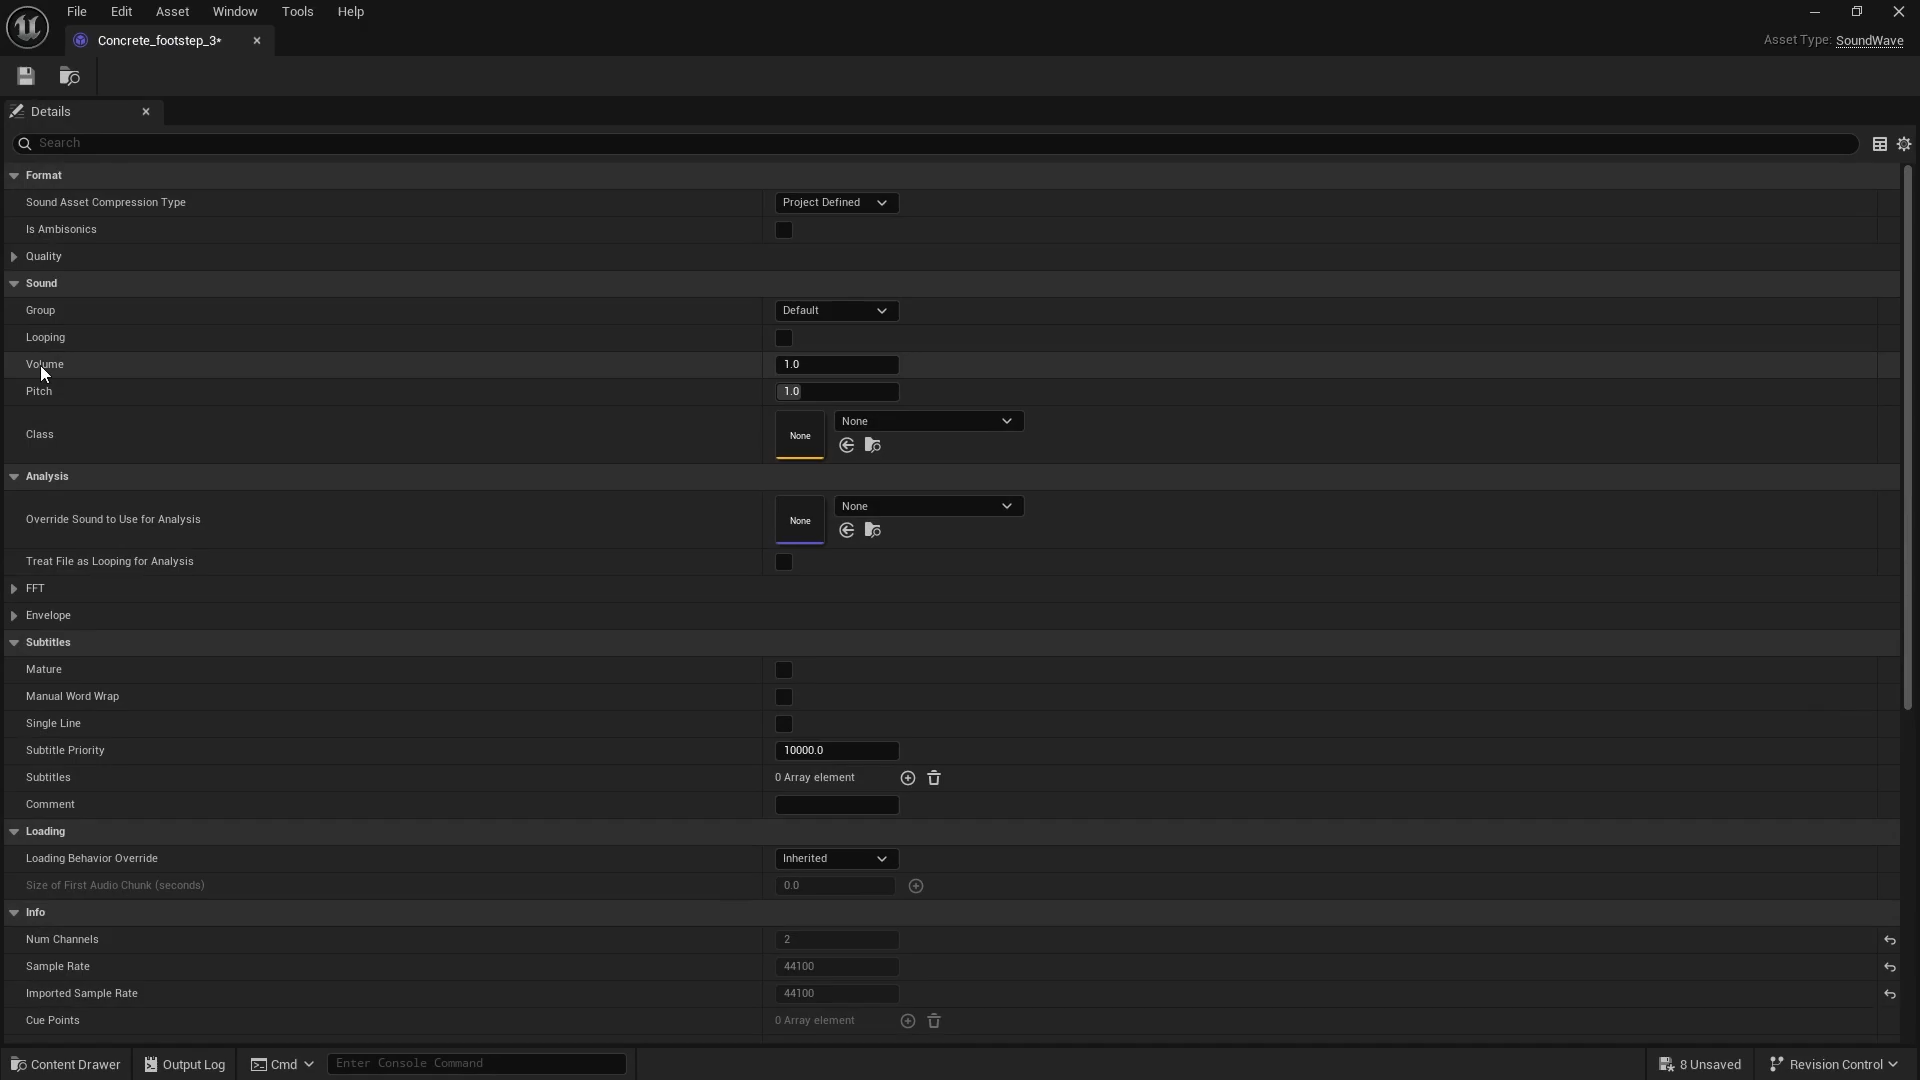 File Edit Asset Window Tools Help
Concrete_footstep_3*
Asset Type: SoundWave
Details
Search
Format
Sound Asset Compression Type Project Defined
Is Ambisonics
Quality
Sound
Group Default
Looping
Volume 1.0
Pitch 1.0
Class None None
Analysis
Override Sound to Use for Analysis None None
Treat File as Looping for Analysis
FFT
Envelope
Subtitles
Mature
Manual Word Wrap
Single Line
Subtitle Priority 10000.0
Subtitles 0 Array element
Comment
Loading
Loading Behavior Override Inherited
Size of First Audio Chunk (seconds) 0.0
Info
Num Channels 2
Sample Rate 44100
Imported Sample Rate 44100
Cue Points 0 Array element
Content Drawer Output Log Cmd Enter Console Command 8 Unsaved Revision Control